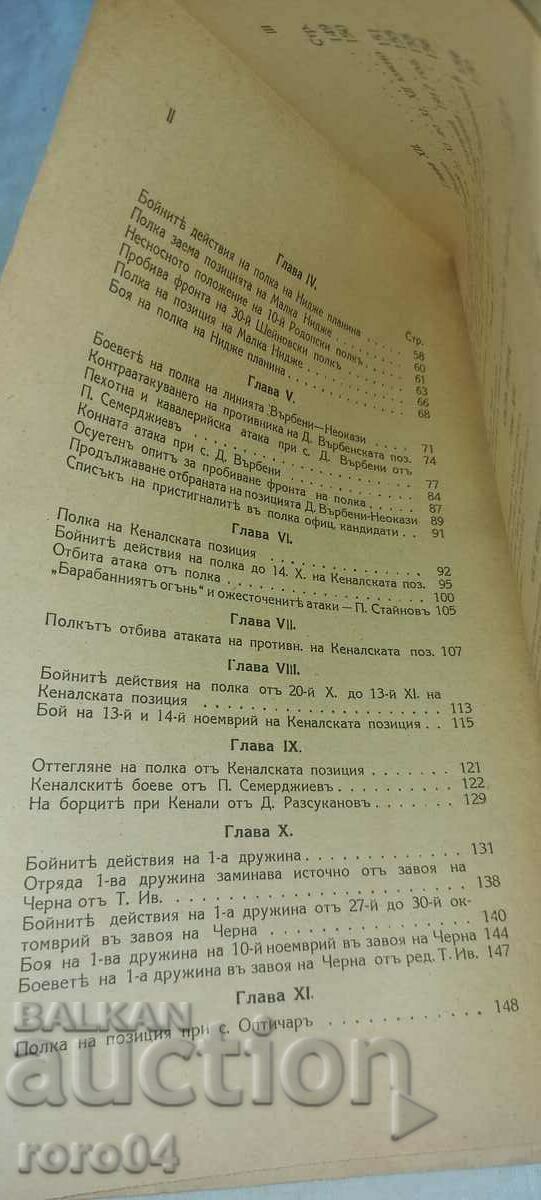 II
Глава IV.
Стр.
Бойнитѣ действия на полка на Нидже планина . . . . 58
Полка заема позицията на Малка Нидже . . . . 60
Несносното положение на 10-й Родопски полкъ . . . . 61
Пробива фронта на 30-й Шейновски полкъ . . . . 63
Полка на позиция на Малка Нидже . . . . 66
Боя на полка на Нидже планина . . . . 68
Глава V.
Боеветѣ на полка на линията Върбени—Неокази . . . . 71
Контраатакуването на противника на Д. Върбенската поз. 74
Пехотна и кавалерийска атака при с. Д. Върбени отъ
П. Семерджиевъ . . . . 77
Конната атака при с. Д. Върбени . . . . 84
Осуетенъ опитъ за пробиване фронта на полка . . . . 87
Продължаване отбраната на позицията Д. Върбени-Неокази 89
Списъкъ на пристигналитѣ въ полка офиц. кандидати . . 91
Глава VI.
Полка на Кеналската позиция . . . . 92
Бойнитѣ действия на полка до 14. X. на Кеналската поз. 95
Отбита атака отъ полка . . . . 100
„Барабанниятъ огънь" и ожесточенитѣ атаки — П. Стайновъ 105
Глава VII.
Полкътъ отбива атаката на противн. на Кеналската поз. 107
Глава VIII.
Бойнитѣ действия на полка отъ 20-й X. до 13-й XI. на
Кеналската позиция . . . . 113
Бой на 13-й и 14-й ноемврий на Кеналската позиция . . 115
Глава IX.
Оттегляне на полка отъ Кеналската позиция . . . . 121
Кеналскитѣ боеве отъ П. Семерджиевъ . . . . 122
На борцитѣ при Кенали отъ Д. Разсукановъ . . . . 129
Глава X.
Бойнитѣ действия на 1-а дружина . . . . 131
Отряда 1-ва дружина заминава источно отъ завоя на
Черна отъ Т. Ив. . . . . 138
Бойнитѣ действия на 1-а дружина отъ 27-й до 30-й ок-
томврий въ завоя на Черна . . . . 140
Боя на 1-ва дружина на 10-й ноемврий въ завоя на Черна 144
Боеветѣ на 1-а дружина въ завоя на Черна отъ ред. Т. Ив. 147
Глава XI.
Полка на позиция при с. Оптичаръ . . . . 148
BALKAN
auction
roro04